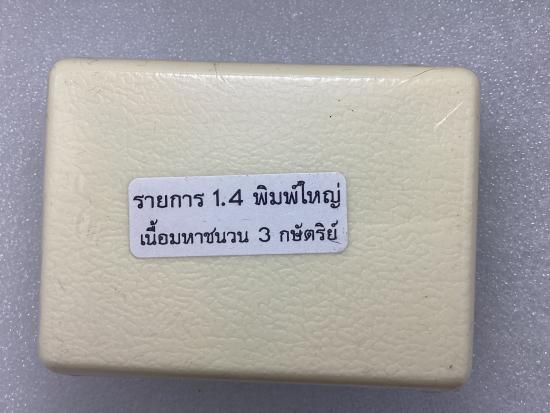 รายการ 1.4 พิมพ์ใหญ่
เนื้อมหาชนวน 3 กษัตริย์